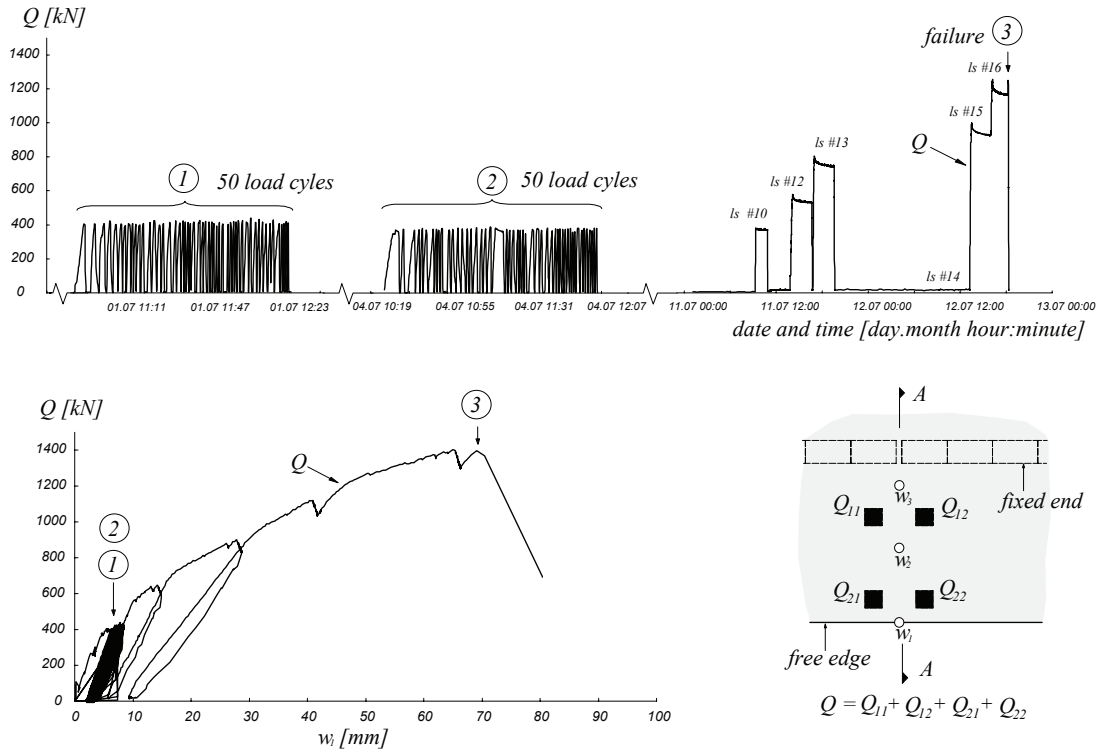 Q [kN]
1400
1200
1000
800
600
400
200
0
1 50 load cyles
2 50 load cyles
failure 3
ls #10
ls #12
ls #13
ls #14
ls #15
ls #16
Q
01.07 11:11 01.07 11:47 01.07 12:23 04.07 10:19 04.07 10:55 04.07 11:31 04.07 12:07 11.07 00:00 11.07 12:00 12.07 00:00 12.07 12:00 13.07 00:00
date and time [day.month hour:minute]
Q [kN]
1400
1200
1000
800
600
400
200
0
2
1
Q
3
0 10 20 30 40 50 60 70 80 90 100
w1 [mm]
A
w3
fixed end
Q11 Q12
w2
Q21 Q22
w1
free edge
A
Q = Q11+ Q12+ Q21+ Q22